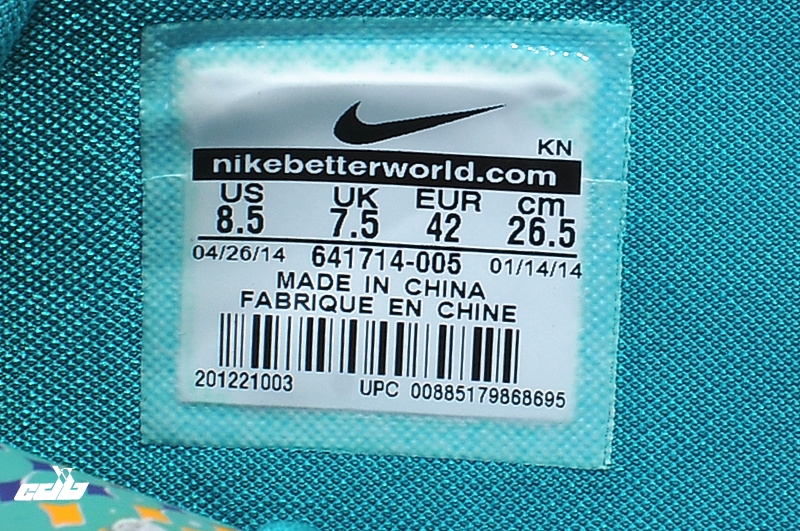 KN
nikebetterworld.com
US UK EUR cm
8.5 7.5 42 26.5
04/26/14 641714-005 01/14/14
MADE IN CHINA
FABRIQUE EN CHINE
201221003 UPC 00885179868695
cdb